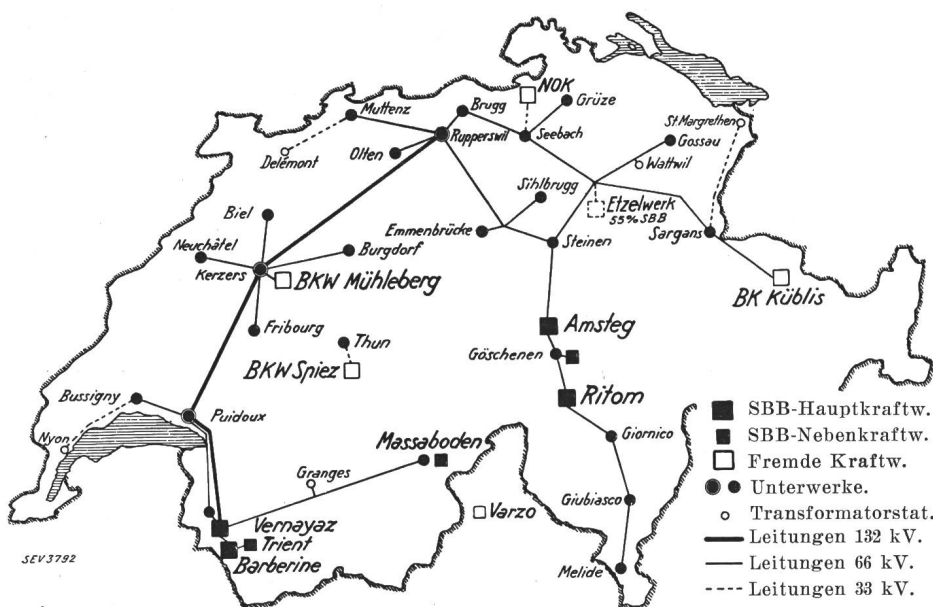 NOK
Grüze
Brugg
Muttenz
Rupperswil
Seebach
St Margrethen
Gossau
Olten
Delémont
Wattwil
Sihlbrugg
Etzelwerk
55% SBB
Biel
Emmenbrücke
Steinen
Sargans
Neuchâtel
Burgdorf
Kerzers
BKW Mühleberg
BK Küblis
Fribourg
Thun
Amsteg
Göschenen
BKW Spiez
Ritom
Bussigny
Puidoux
Nyon
Massaboden
Giornico
Granges
Giubiasco
Varzo
Vernayaz
Trient
Barberine
Melide
SEV 3792
SBB-Hauptkraftw.
SBB-Nebenkraftw.
Fremde Kraftw.
Unterwerke.
Transformatorstat.
Leitungen 132 kV.
Leitungen 66 kV.
Leitungen 33 kV.